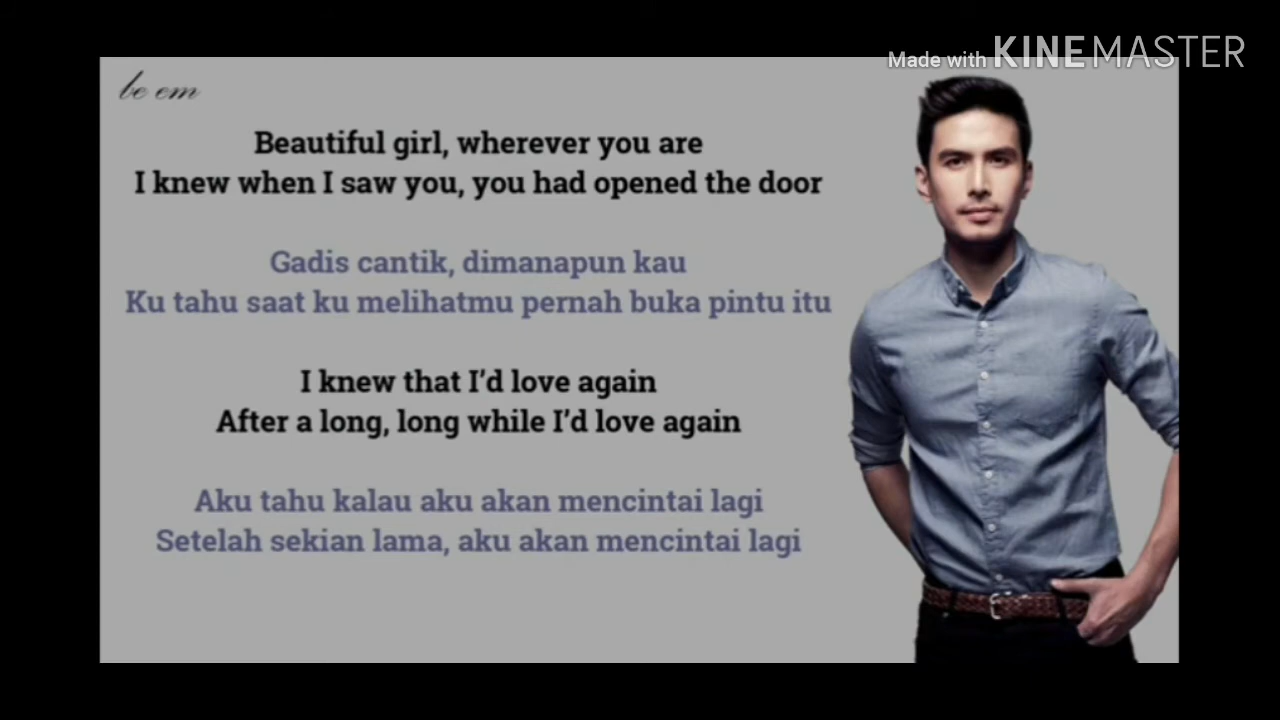 Made with KINEMASTER
be em
Beautiful girl, wherever you are
I knew when I saw you, you had opened the door
Gadis cantik, dimanapun kau
Ku tahu saat ku melihatmu pernah buka pintu itu
I knew that I'd love again
After a long, long while I'd love again
Aku tahu kalau aku akan mencintai lagi
Setelah sekian lama, aku akan mencintai lagi